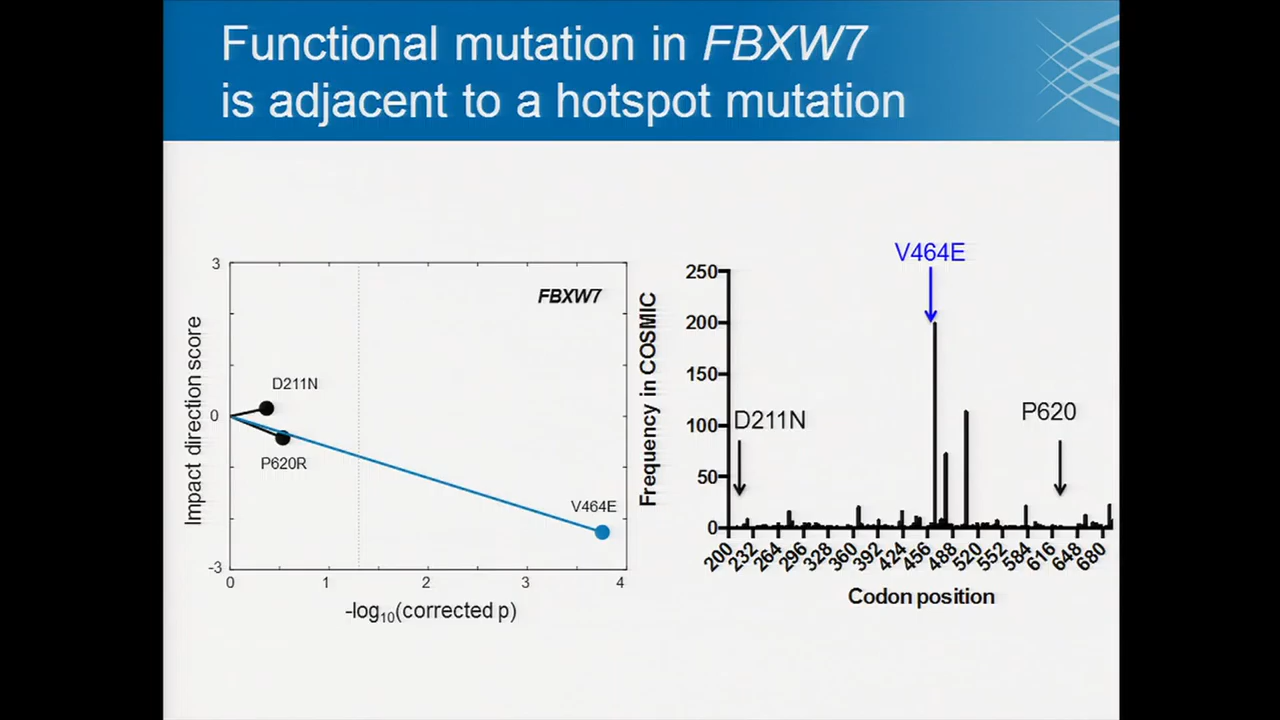 Functional mutation in FBXW7
is adjacent to a hotspot mutation
3
0
-3
Impact direction score
FBXW7
D211N
P620R
V464E
0
1
2
3
4
-log10(corrected p)
V464E
250
200
150
100
50
0
Frequency in COSMIC
D211N
P620
200
232
264
296
328
360
392
424
456
488
520
552
584
616
648
680
Codon position